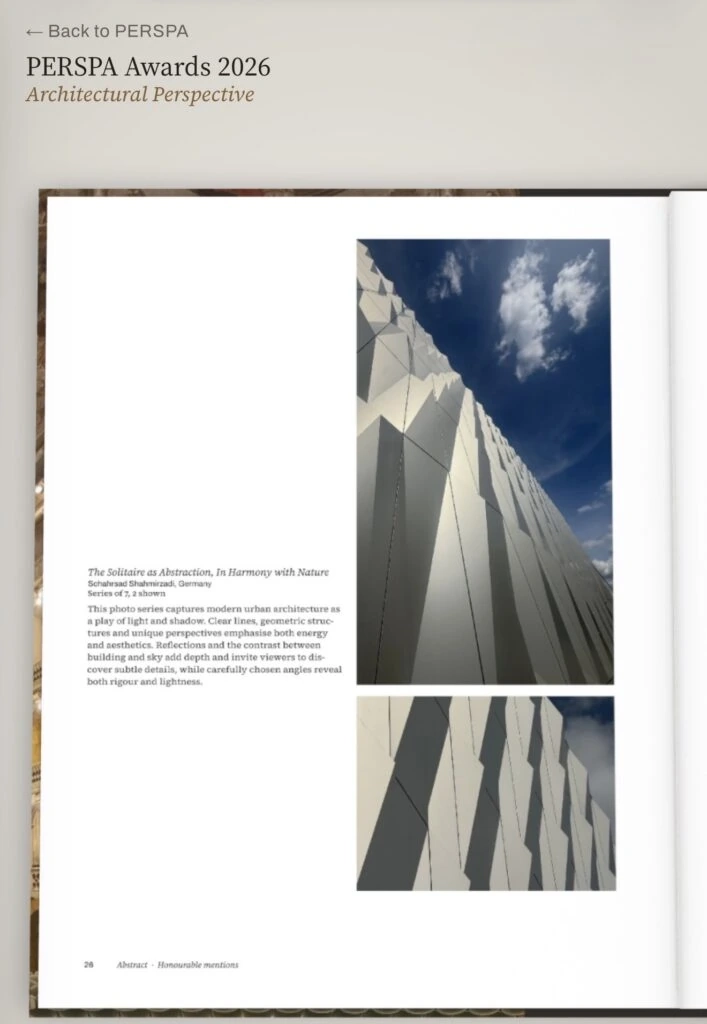 ← Back to PERSPA
PERSPA Awards 2026
Architectural Perspective
The Solitaire as Abstraction, In Harmony with Nature
Schahrsad Shahmirzadi, Germany
Series of 7, 2 shown
This photo series captures modern urban architecture as
a play of light and shadow. Clear lines, geometric struc-
tures and unique perspectives emphasise both energy
and aesthetics. Reflections and the contrast between
building and sky add depth and invite viewers to dis-
cover subtle details, while carefully chosen angles reveal
both rigour and lightness.
26 Abstract · Honourable mentions